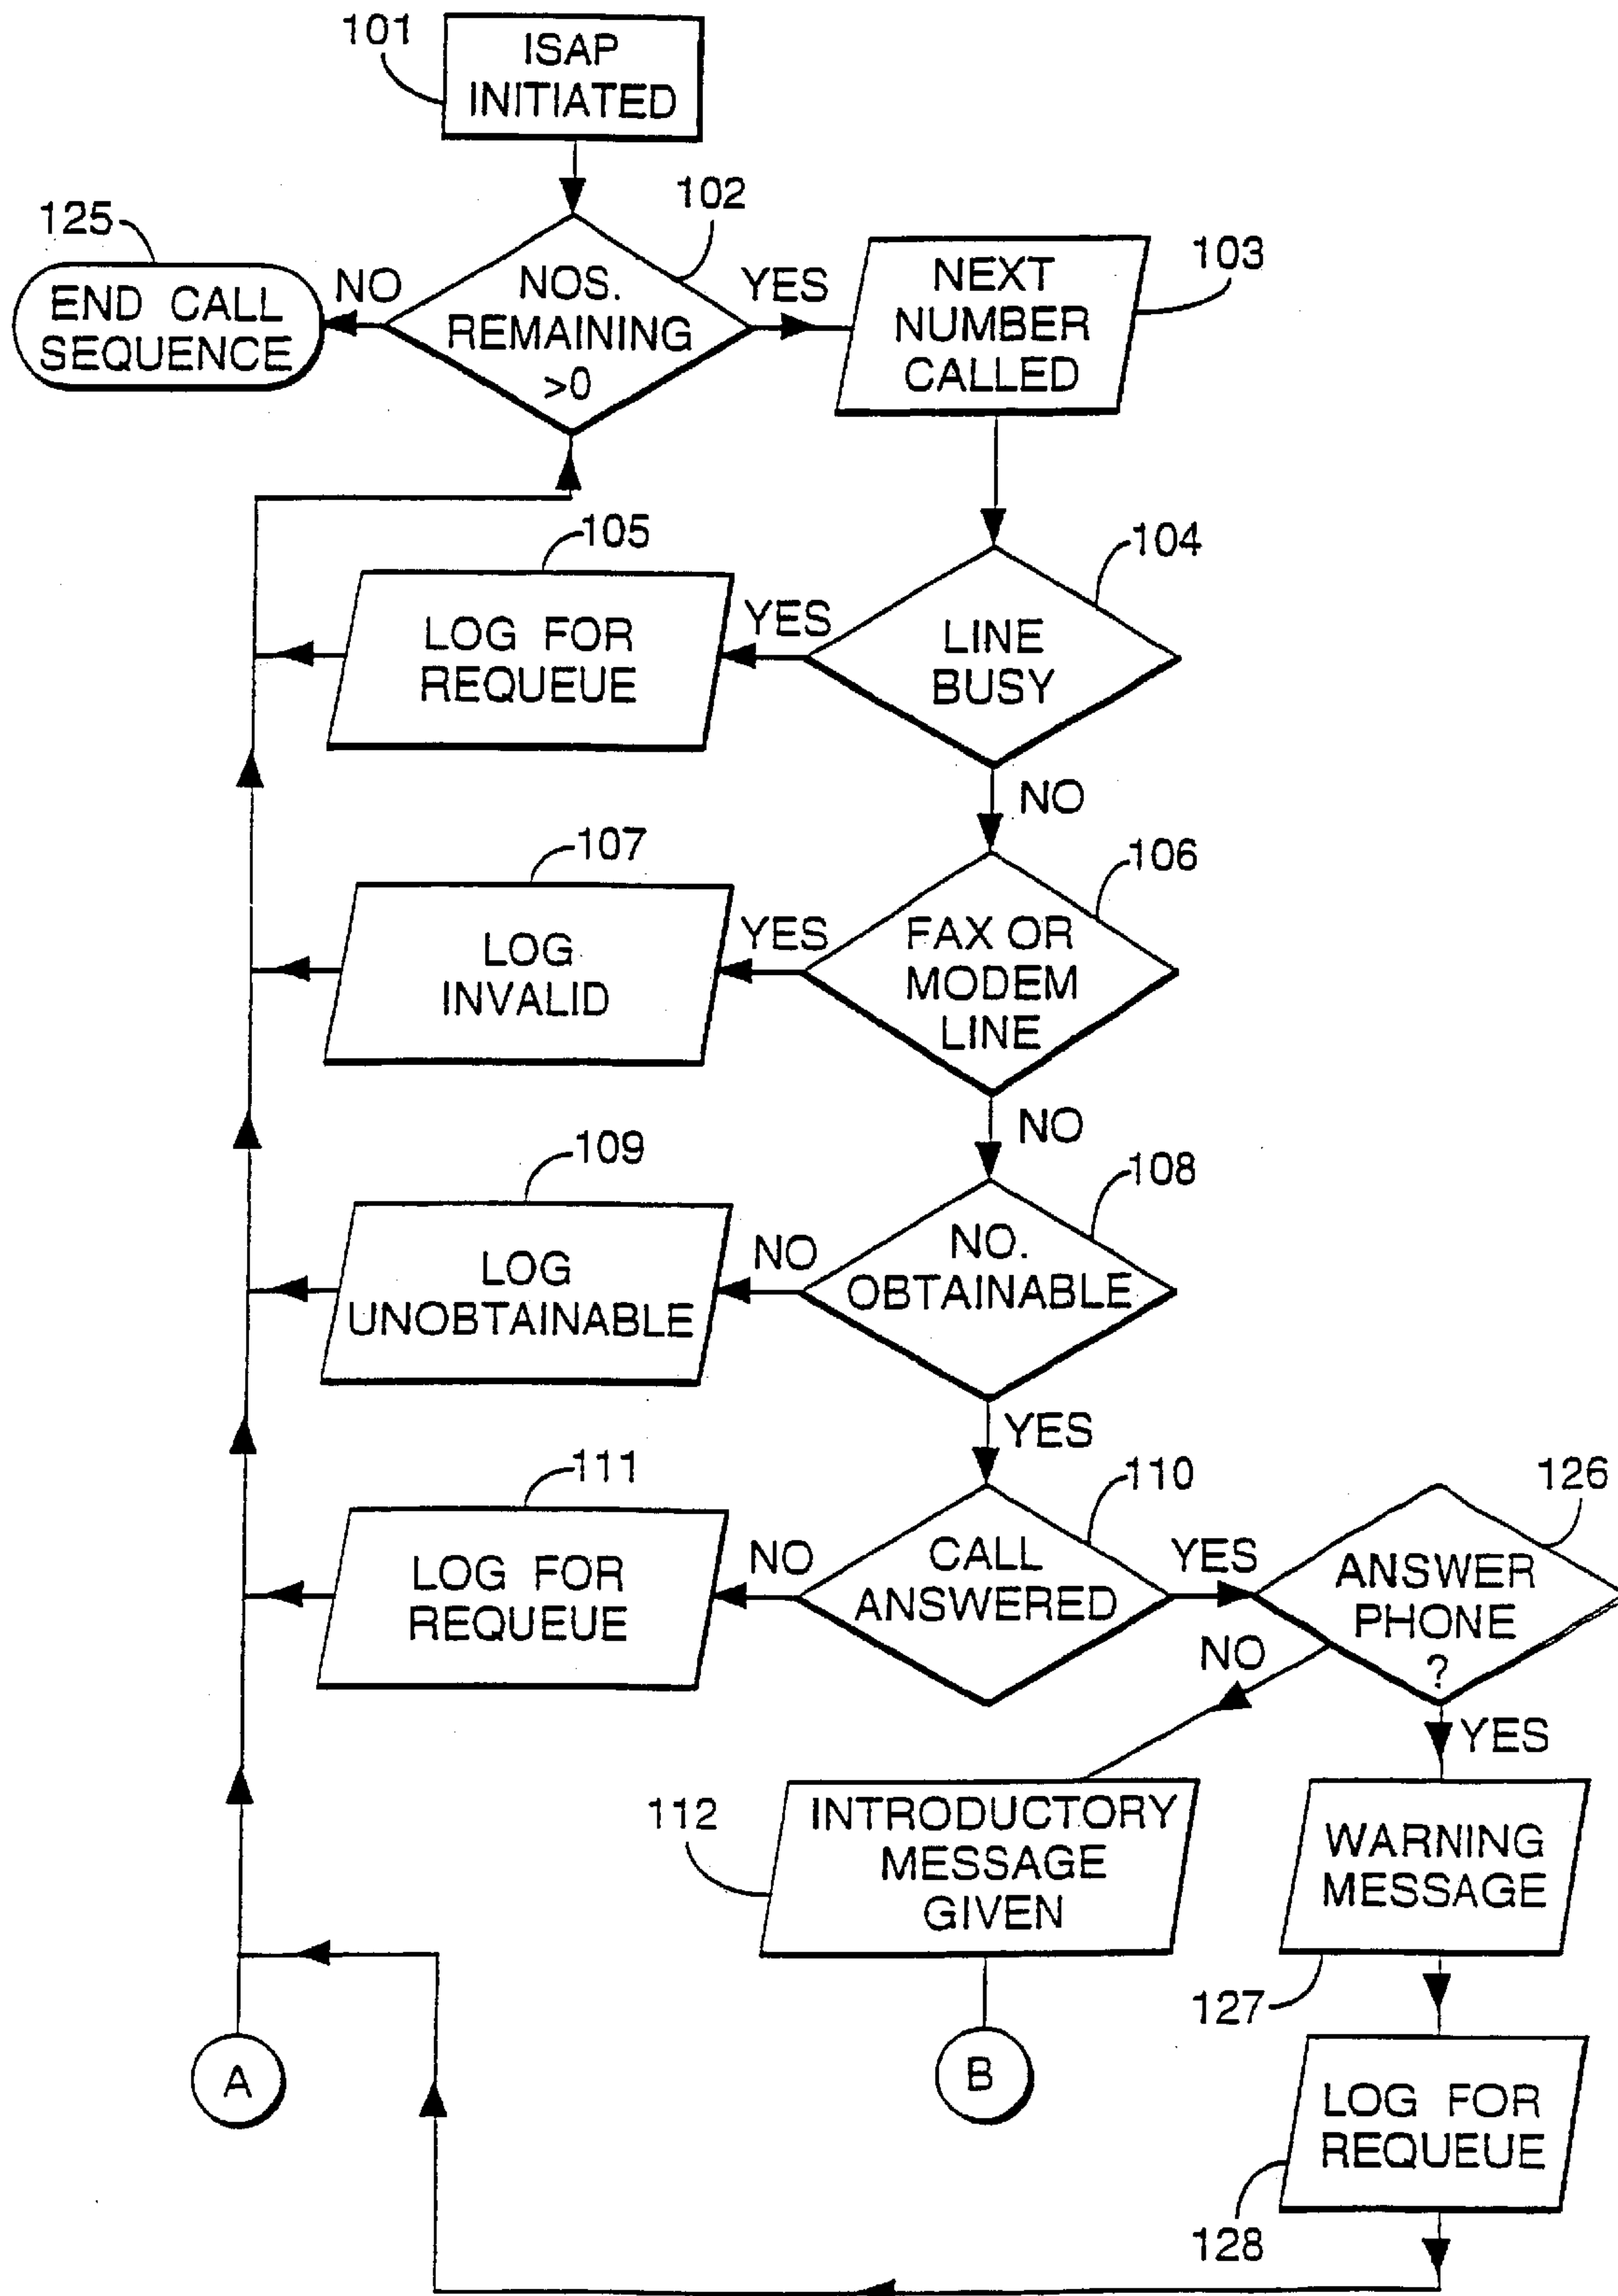 101
ISAP
INITIATED
102
125
END CALL
SEQUENCE
NO
NOS.
REMAINING
>0
YES
NEXT
NUMBER
CALLED
103
105
LOG FOR
REQUEUE
YES
104
LINE
BUSY
NO
107
LOG
INVALID
YES
106
FAX OR
MODEM
LINE
NO
109
LOG
UNOBTAINABLE
NO
108
NO.
OBTAINABLE
YES
111
LOG FOR
REQUEUE
NO
110
CALL
ANSWERED
YES
126
ANSWER
PHONE
?
NO
YES
112
INTRODUCTORY
MESSAGE
GIVEN
WARNING
MESSAGE
127
A
B
LOG FOR
REQUEUE
128